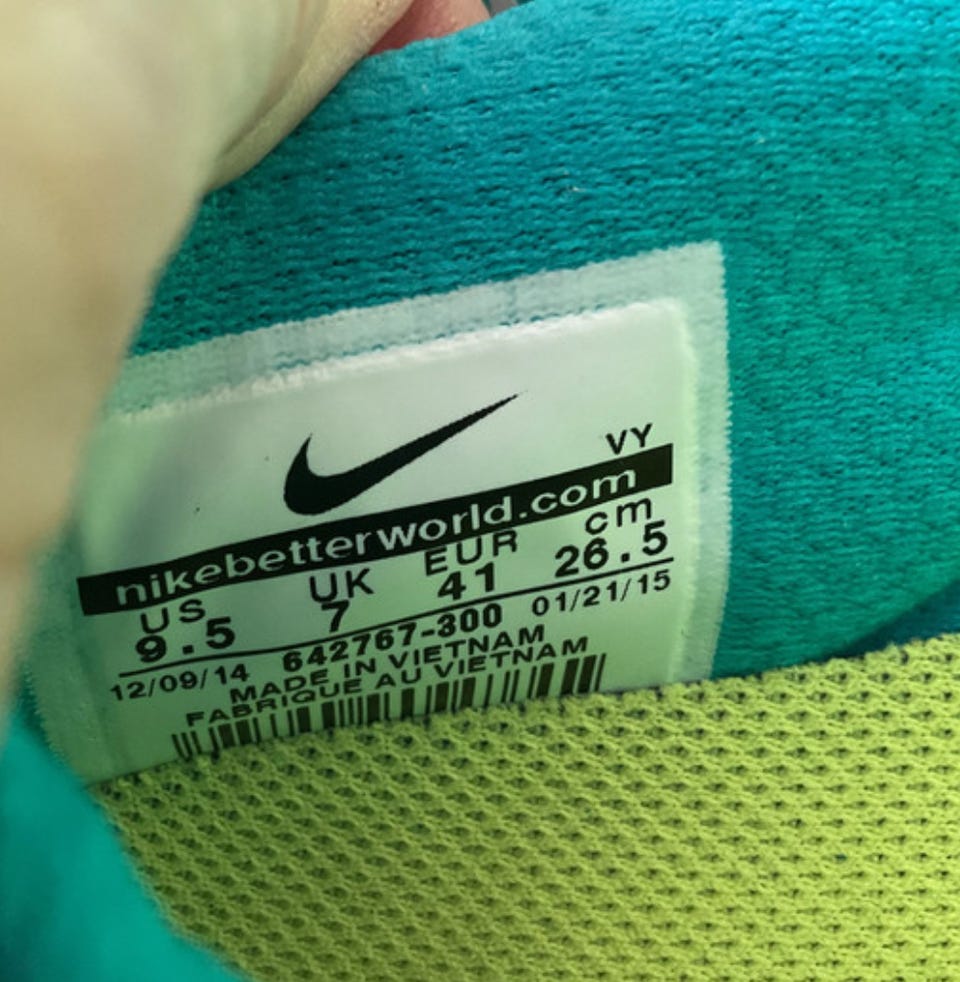 VY
nikebetterworld.com
US UK EUR cm
9.5 7 41 26.5
12/09/14 642767-300 01/21/15
MADE IN VIETNAM
FABRIQUE AU VIETNAM